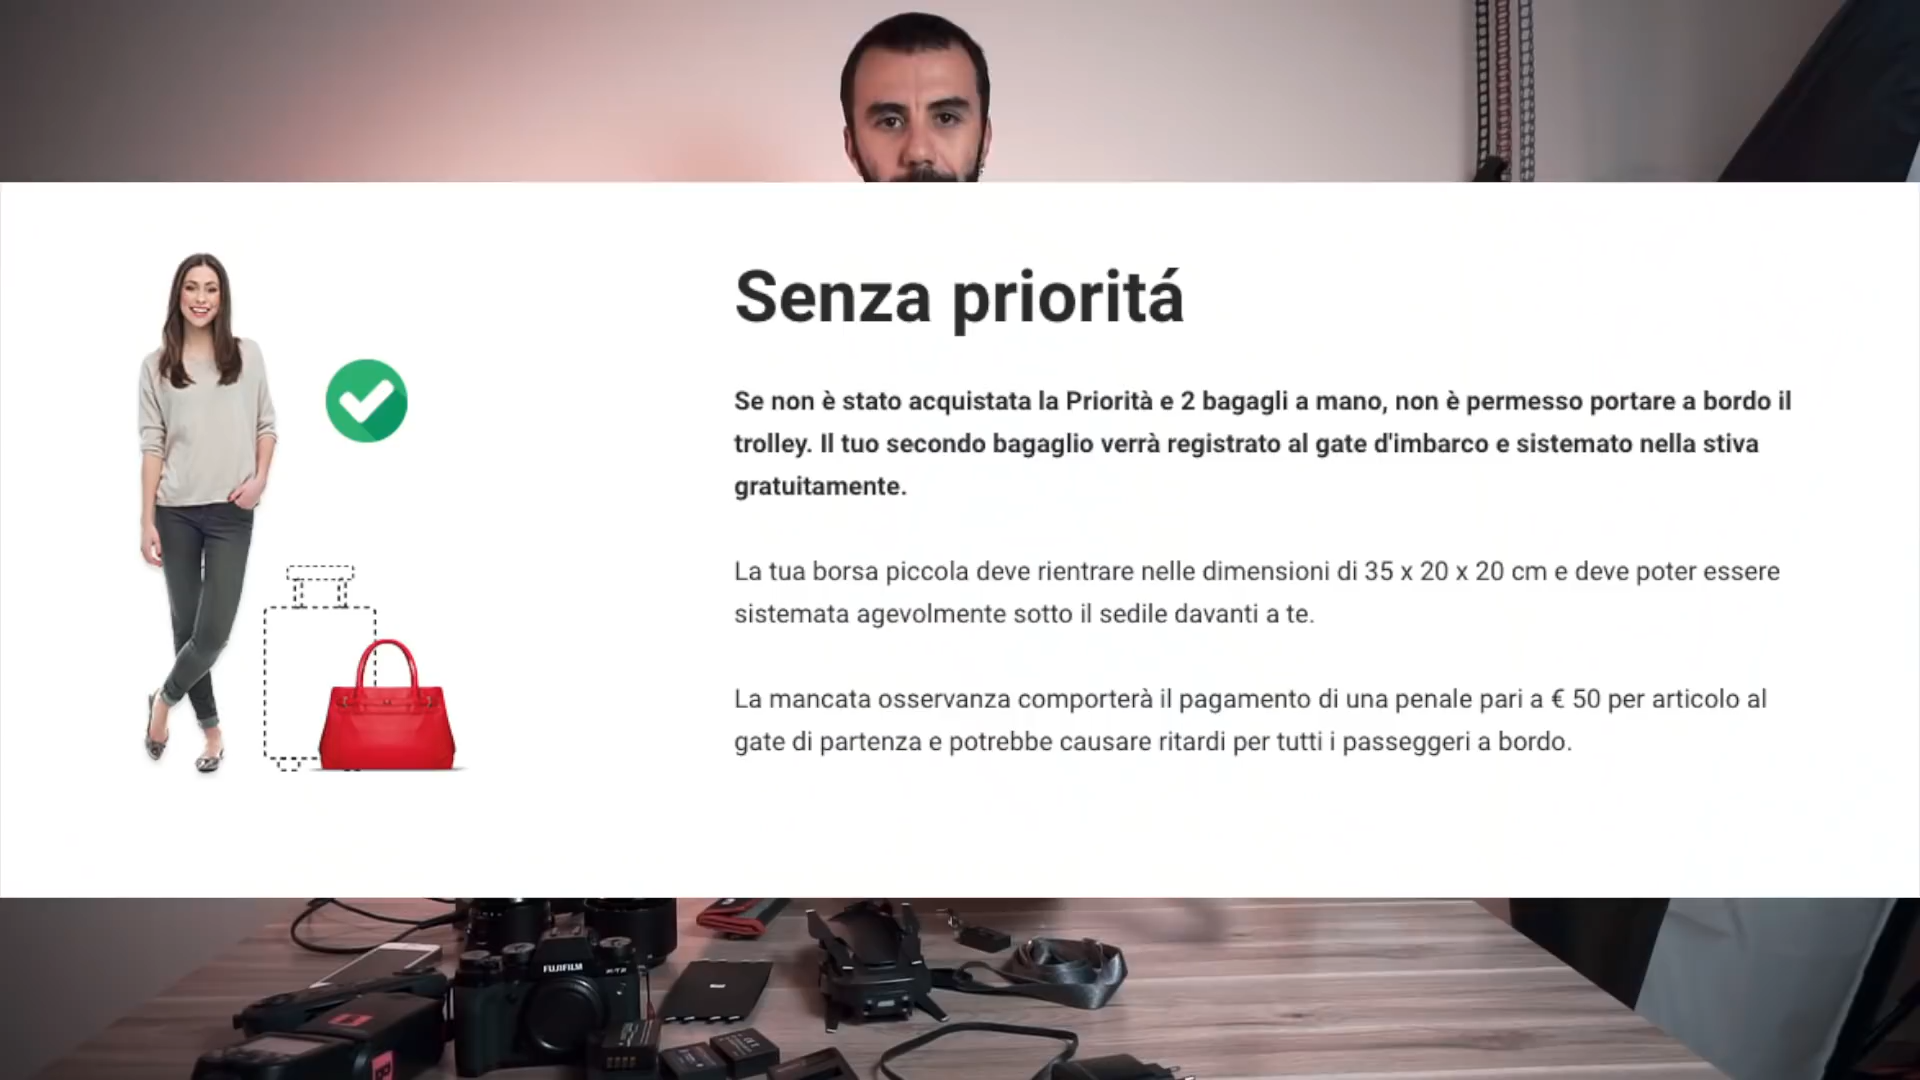 Senza prioritá
Se non è stato acquistata la Priorità e 2 bagagli a mano, non è permesso portare a bordo il
trolley. Il tuo secondo bagaglio verrà registrato al gate d'imbarco e sistemato nella stiva
gratuitamente.
La tua borsa piccola deve rientrare nelle dimensioni di 35 x 20 x 20 cm e deve poter essere
sistemata agevolmente sotto il sedile davanti a te.
La mancata osservanza comporterà il pagamento di una penale pari a € 50 per articolo al
gate di partenza e potrebbe causare ritardi per tutti i passeggeri a bordo.
FUJIFILM